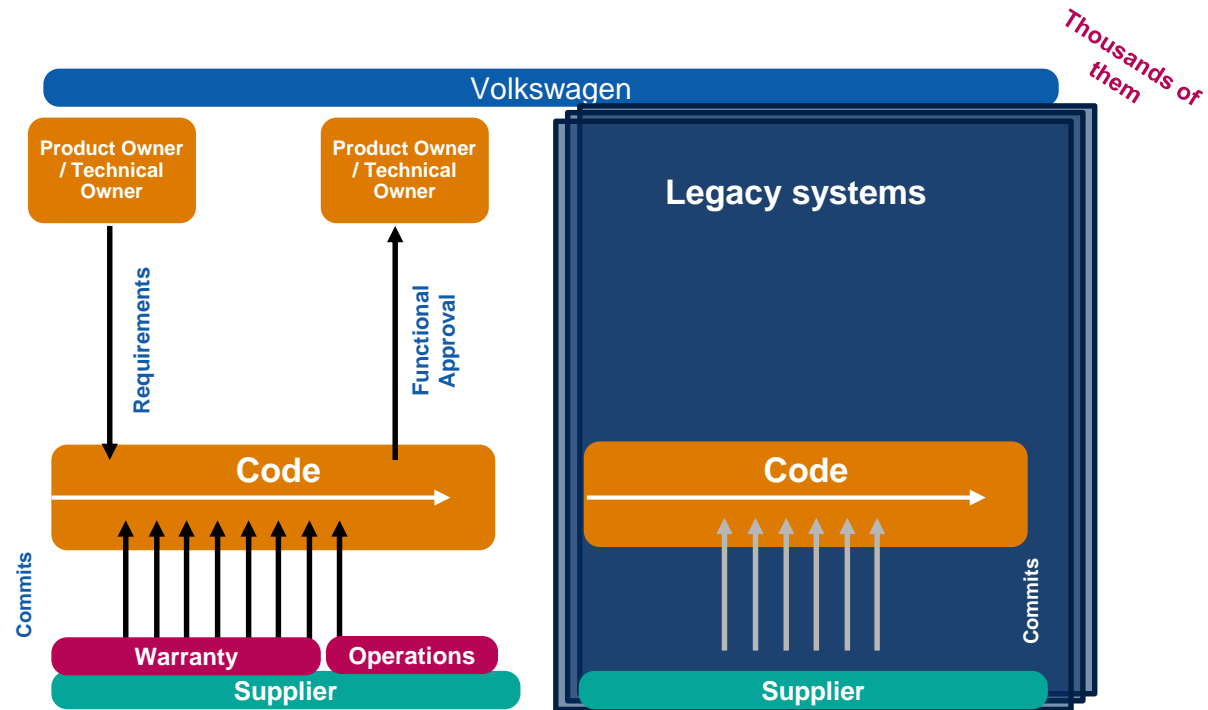 Thousands of
them
Volkswagen
Product Owner
/ Technical
Owner
Product Owner
/ Technical
Owner
Legacy systems
Requirements
Functional
Approval
Code
Code
Commits
Commits
Warranty
Operations
Supplier
Supplier